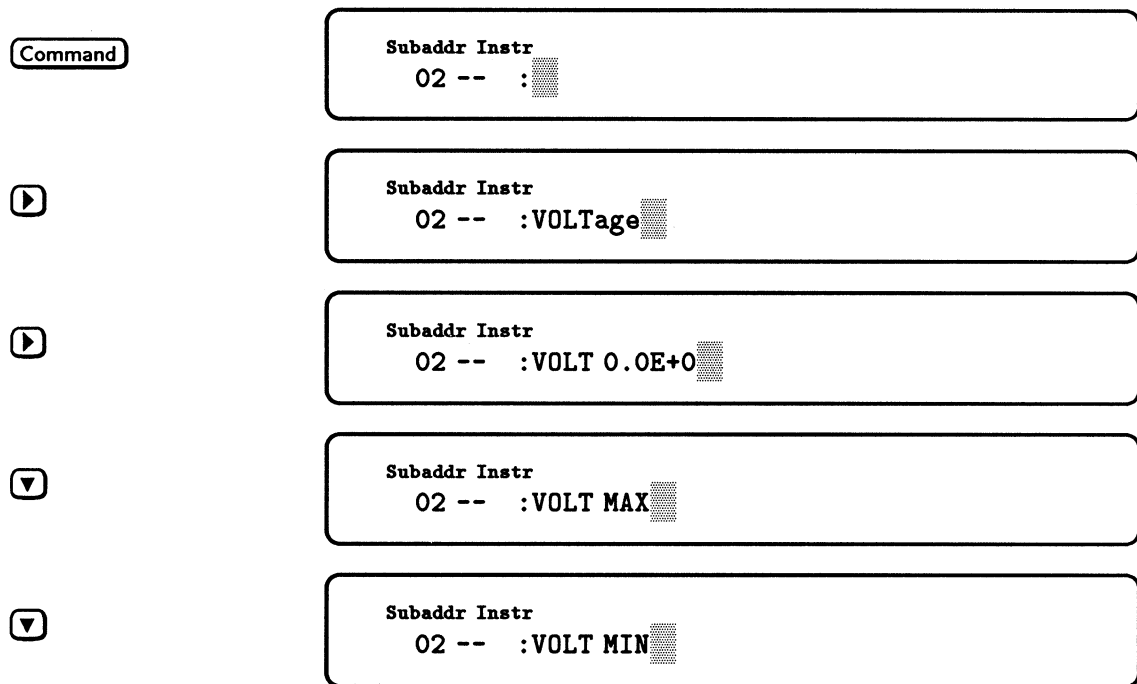 Command
Subaddr Instr
02 -- :
Subaddr Instr
02 -- :VOLTage
Subaddr Instr
02 -- :VOLT 0.0E+0
Subaddr Instr
02 -- :VOLT MAX
Subaddr Instr
02 -- :VOLT MIN